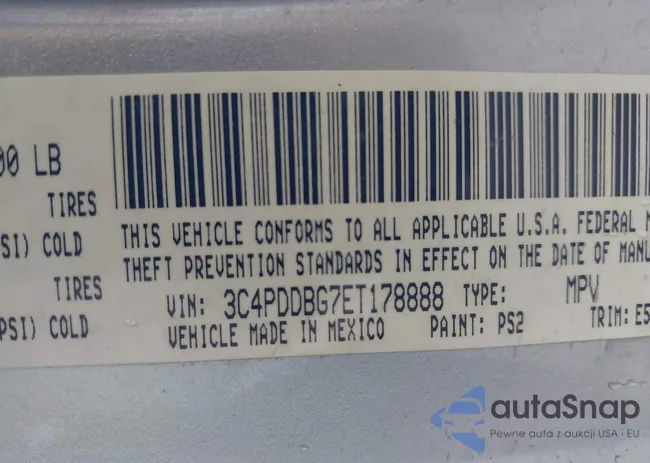 00 LB
TIRES
SI) COLD
TIRES
PSI) COLD
THIS VEHICLE CONFORMS TO ALL APPLICABLE U.S.A. FEDERAL M
THEFT PREVENTION STANDARDS IN EFFECT ON THE DATE OF MANU
VIN: 3C4PDDBG7ET178888 TYPE: MPV
VEHICLE MADE IN MEXICO PAINT: PS2 TRIM: E5
autaSnap
Pewne auta z aukcji USA i EU